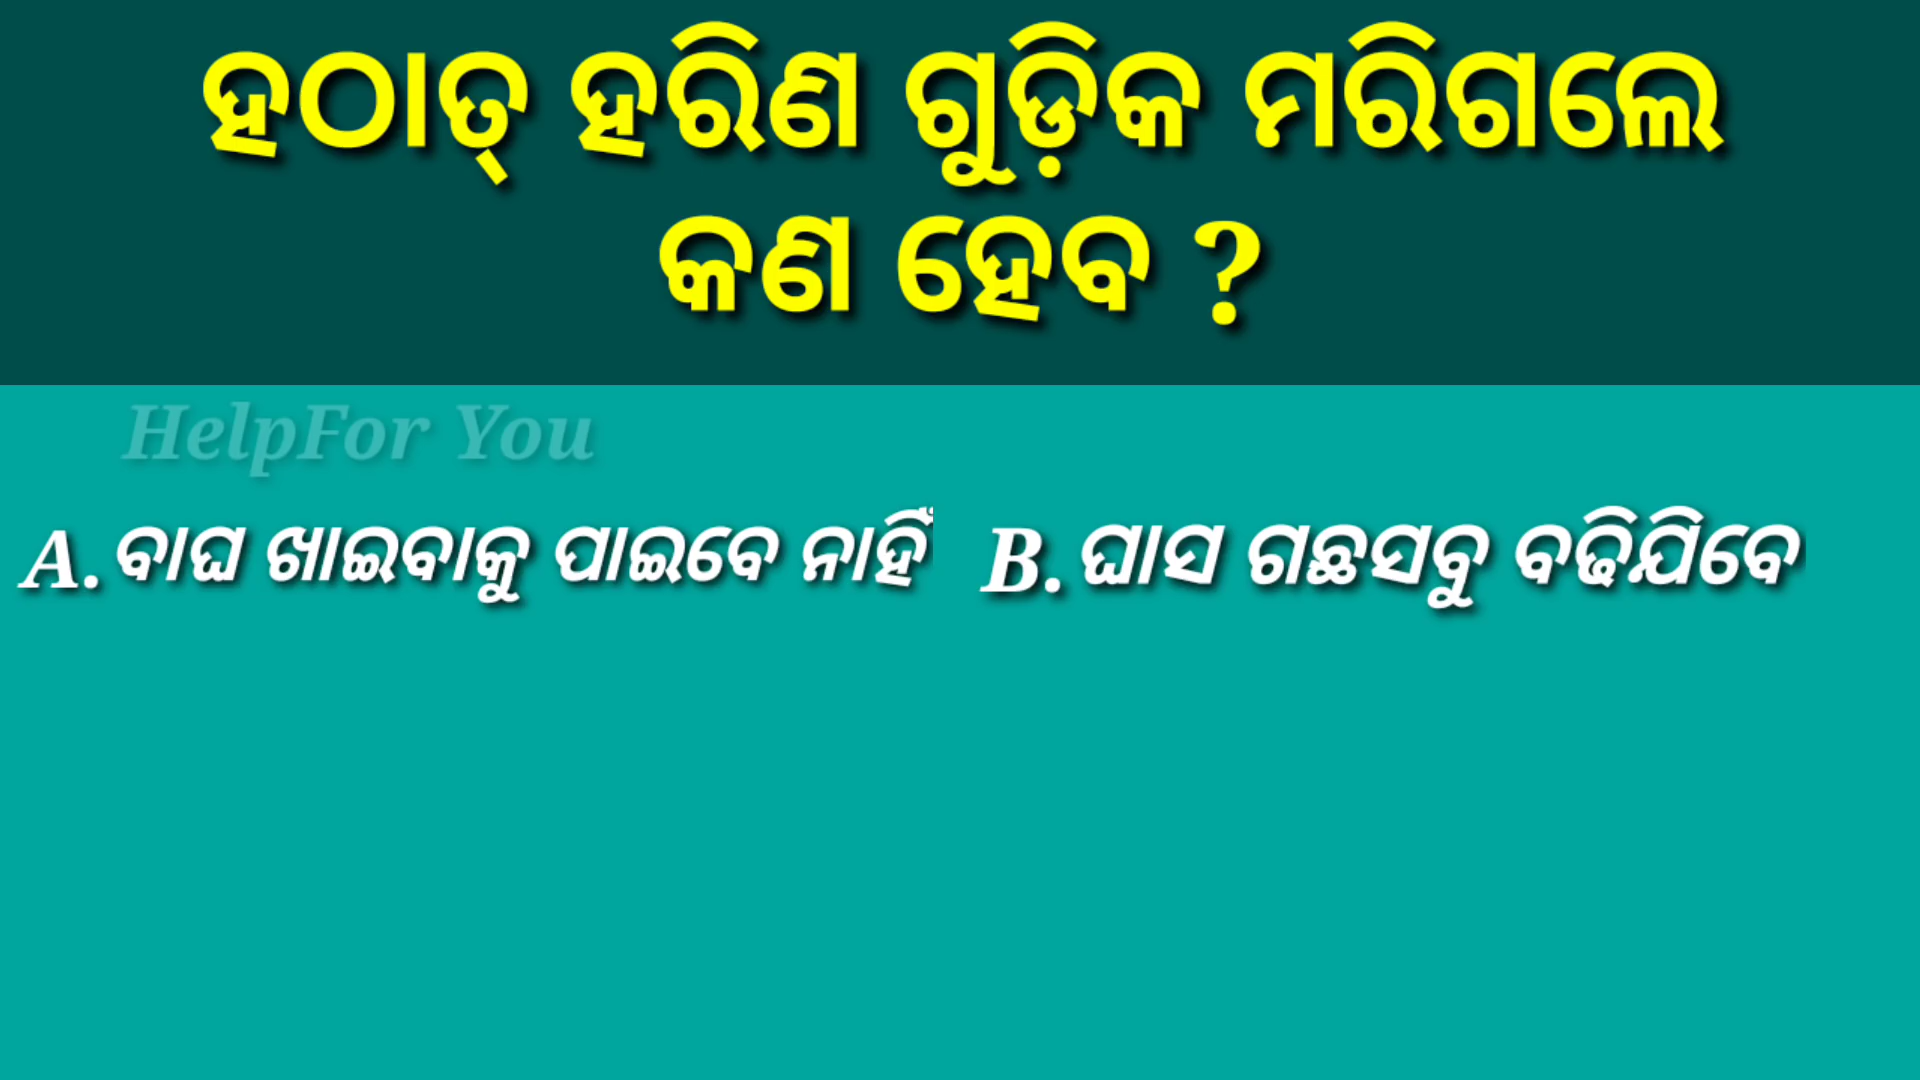 ହଠାତ୍ ହରିଣ ଗୁଡ଼ିକ ମରିଗଲେ
କଣ ହେବ ?
HelpFor You
A. ବାଘ ଖାଇବାକୁ ପାଇବେ ନାହିଁ
B. ଘାସ ଗଛସବୁ ବଢିଯିବେ